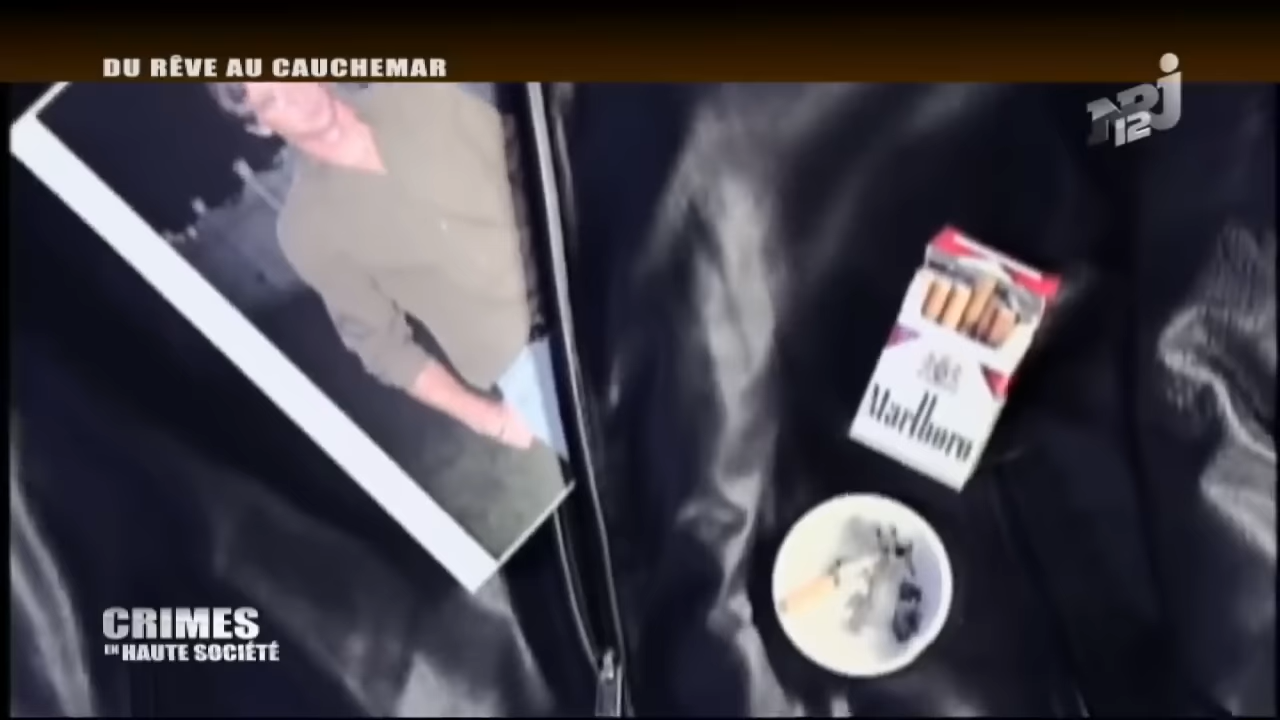 DU RÊVE AU CAUCHEMAR
NRJ
12
Marlboro
CRIMES
EN HAUTE SOCIÉTÉ